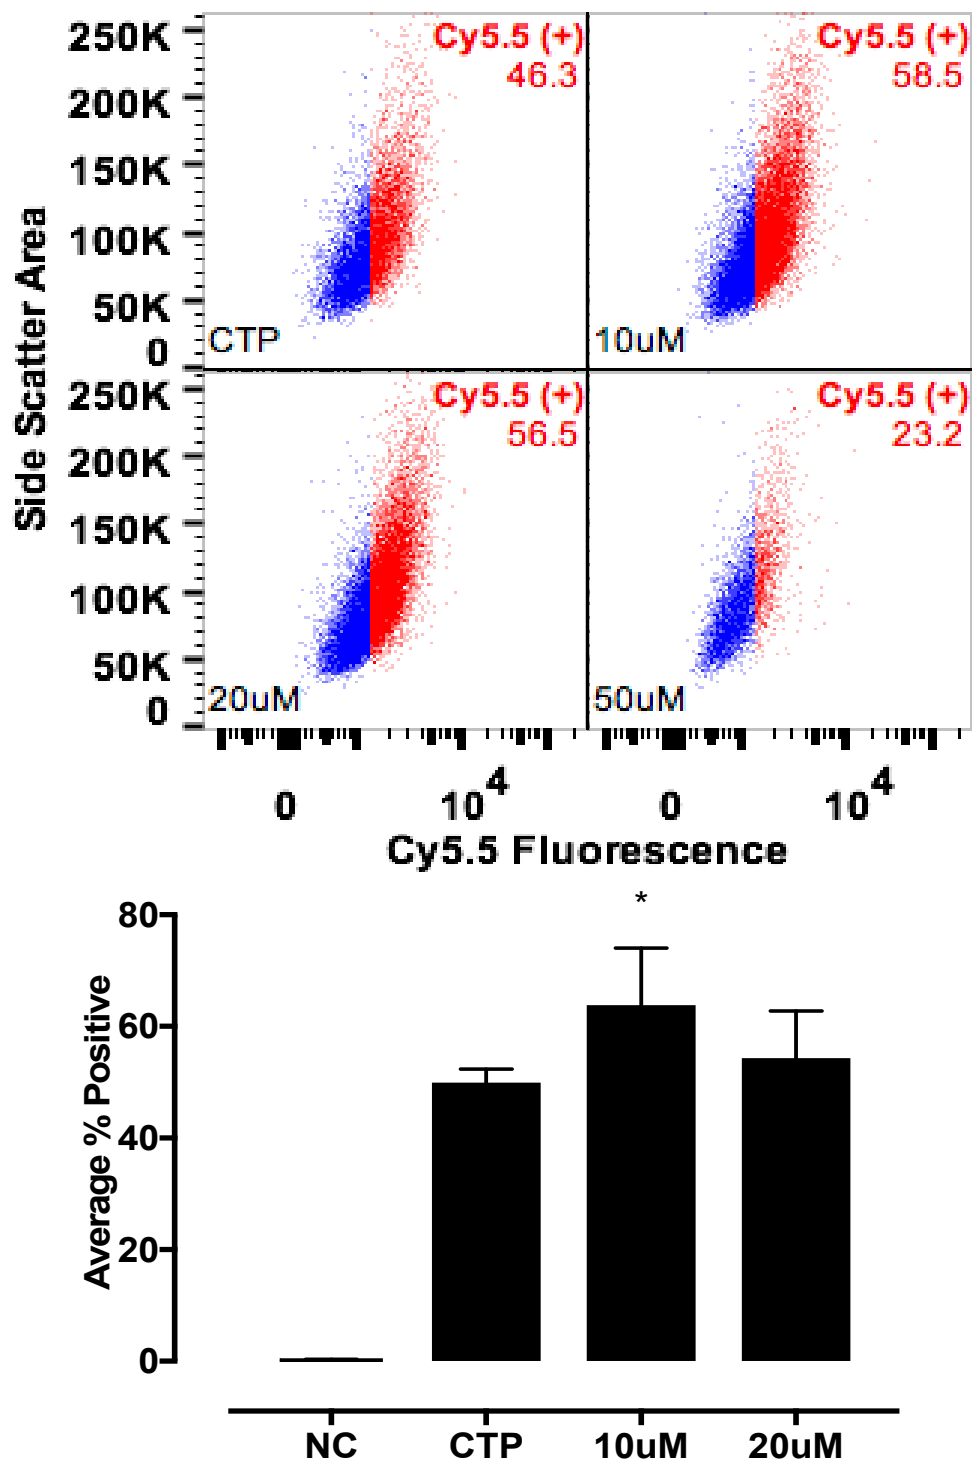 Side Scatter Area
250K
200K
150K
100K
50K
0
Cy5.5 (+)
46.3
CTP
Cy5.5 (+)
58.5
10uM
250K
200K
150K
100K
50K
0
Cy5.5 (+)
56.5
20uM
Cy5.5 (+)
23.2
50uM
0 10^4 0 10^4
Cy5.5 Fluorescence
Average % Positive
80
60
40
20
0
*
NC CTP 10uM 20uM